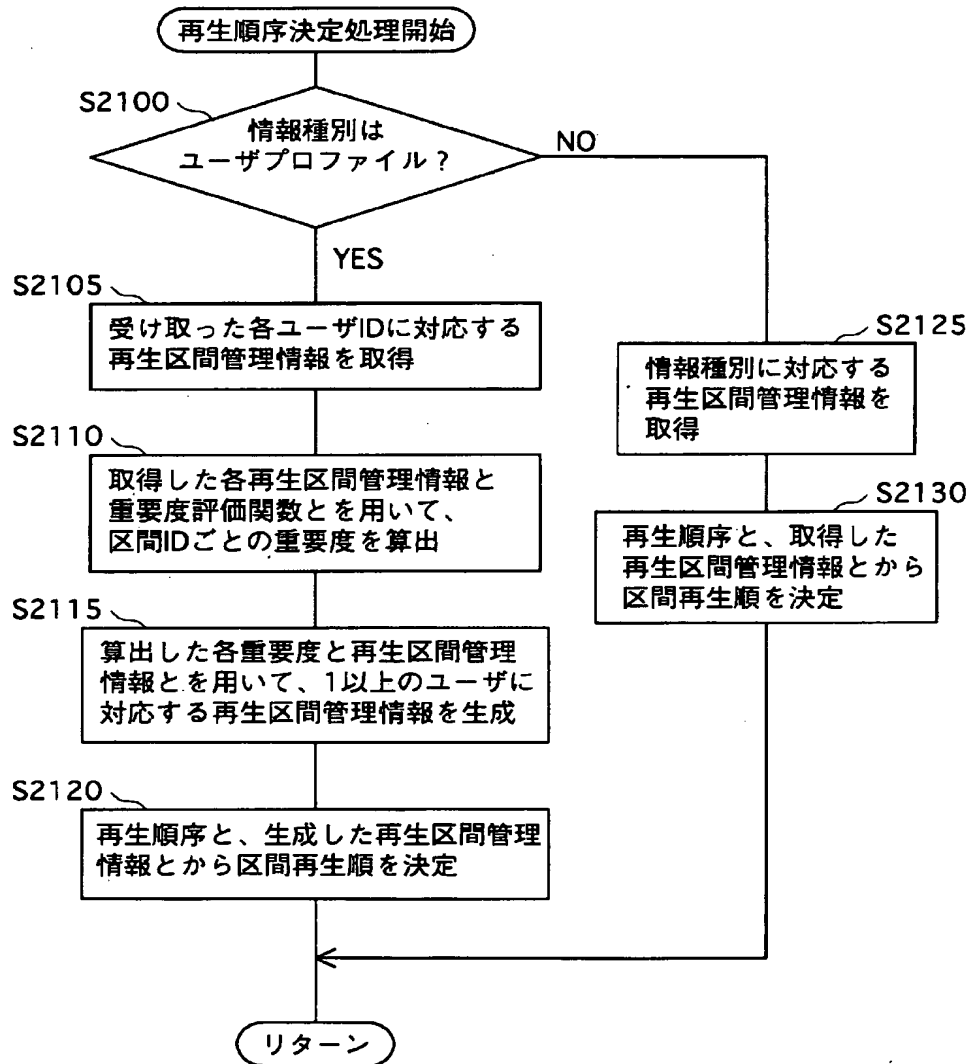 再生順序決定処理開始
S2100
情報種別は
ユーザプロファイル？
NO
YES
S2105
受け取った各ユーザIDに対応する
再生区間管理情報を取得
S2110
取得した各再生区間管理情報と
重要度評価関数とを用いて、
区間IDごとの重要度を算出
S2115
算出した各重要度と再生区間管理
情報とを用いて、1以上のユーザに
対応する再生区間管理情報を生成
S2120
再生順序と、生成した再生区間管理
情報とから区間再生順を決定
S2125
情報種別に対応する
再生区間管理情報を
取得
S2130
再生順序と、取得した
再生区間管理情報とから
区間再生順を決定
リターン